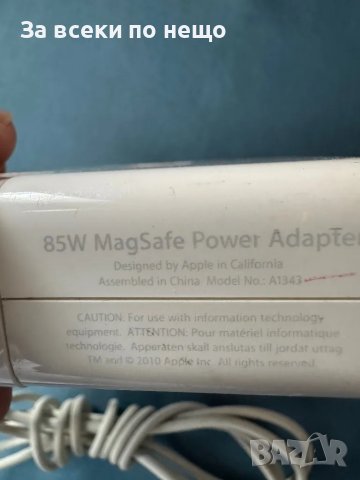 За всеки по нещо
85W MagSafe Power Adapter
Designed by Apple in California
Assembled in China Model No.: A1343
CAUTION: For use with information technology
equipment. ATTENTION: Pour matériel informatique
technologie. Apparaten skall anslutas till jordat uttag
TM and © 2010 Apple Inc. All rights reserved.
BAZAR